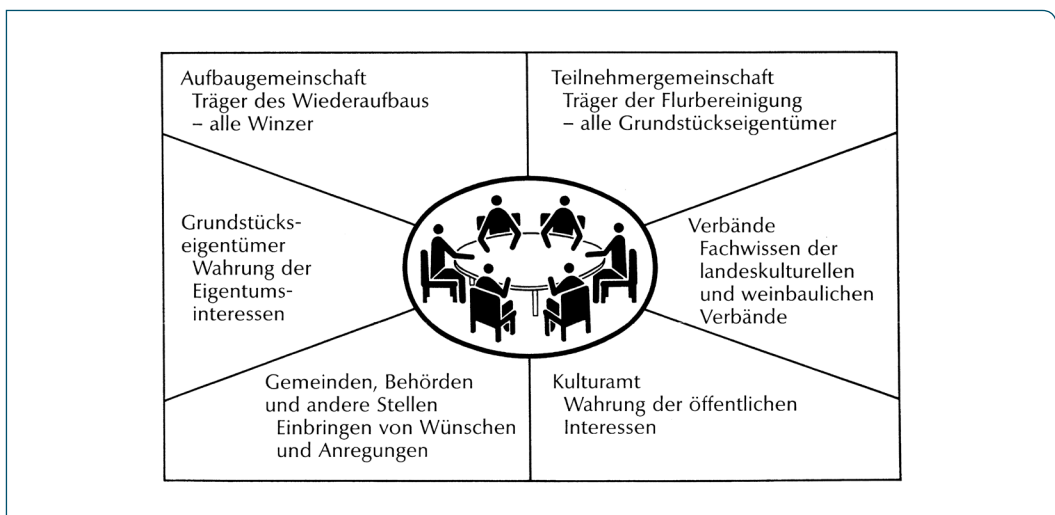 Aufbaugemeinschaft
Träger des Wiederaufbaus
– alle Winzer
Teilnehmergemeinschaft
Träger der Flurbereinigung
– alle Grundstückseigentümer
Grundstücks-
eigentümer
Wahrung der
Eigentums-
interessen
Verbände
Fachwissen der
landeskulturellen
und weinbaulichen
Verbände
Gemeinden, Behörden
und andere Stellen
Einbringen von Wünschen
und Anregungen
Kulturamt
Wahrung der öffentlichen
Interessen